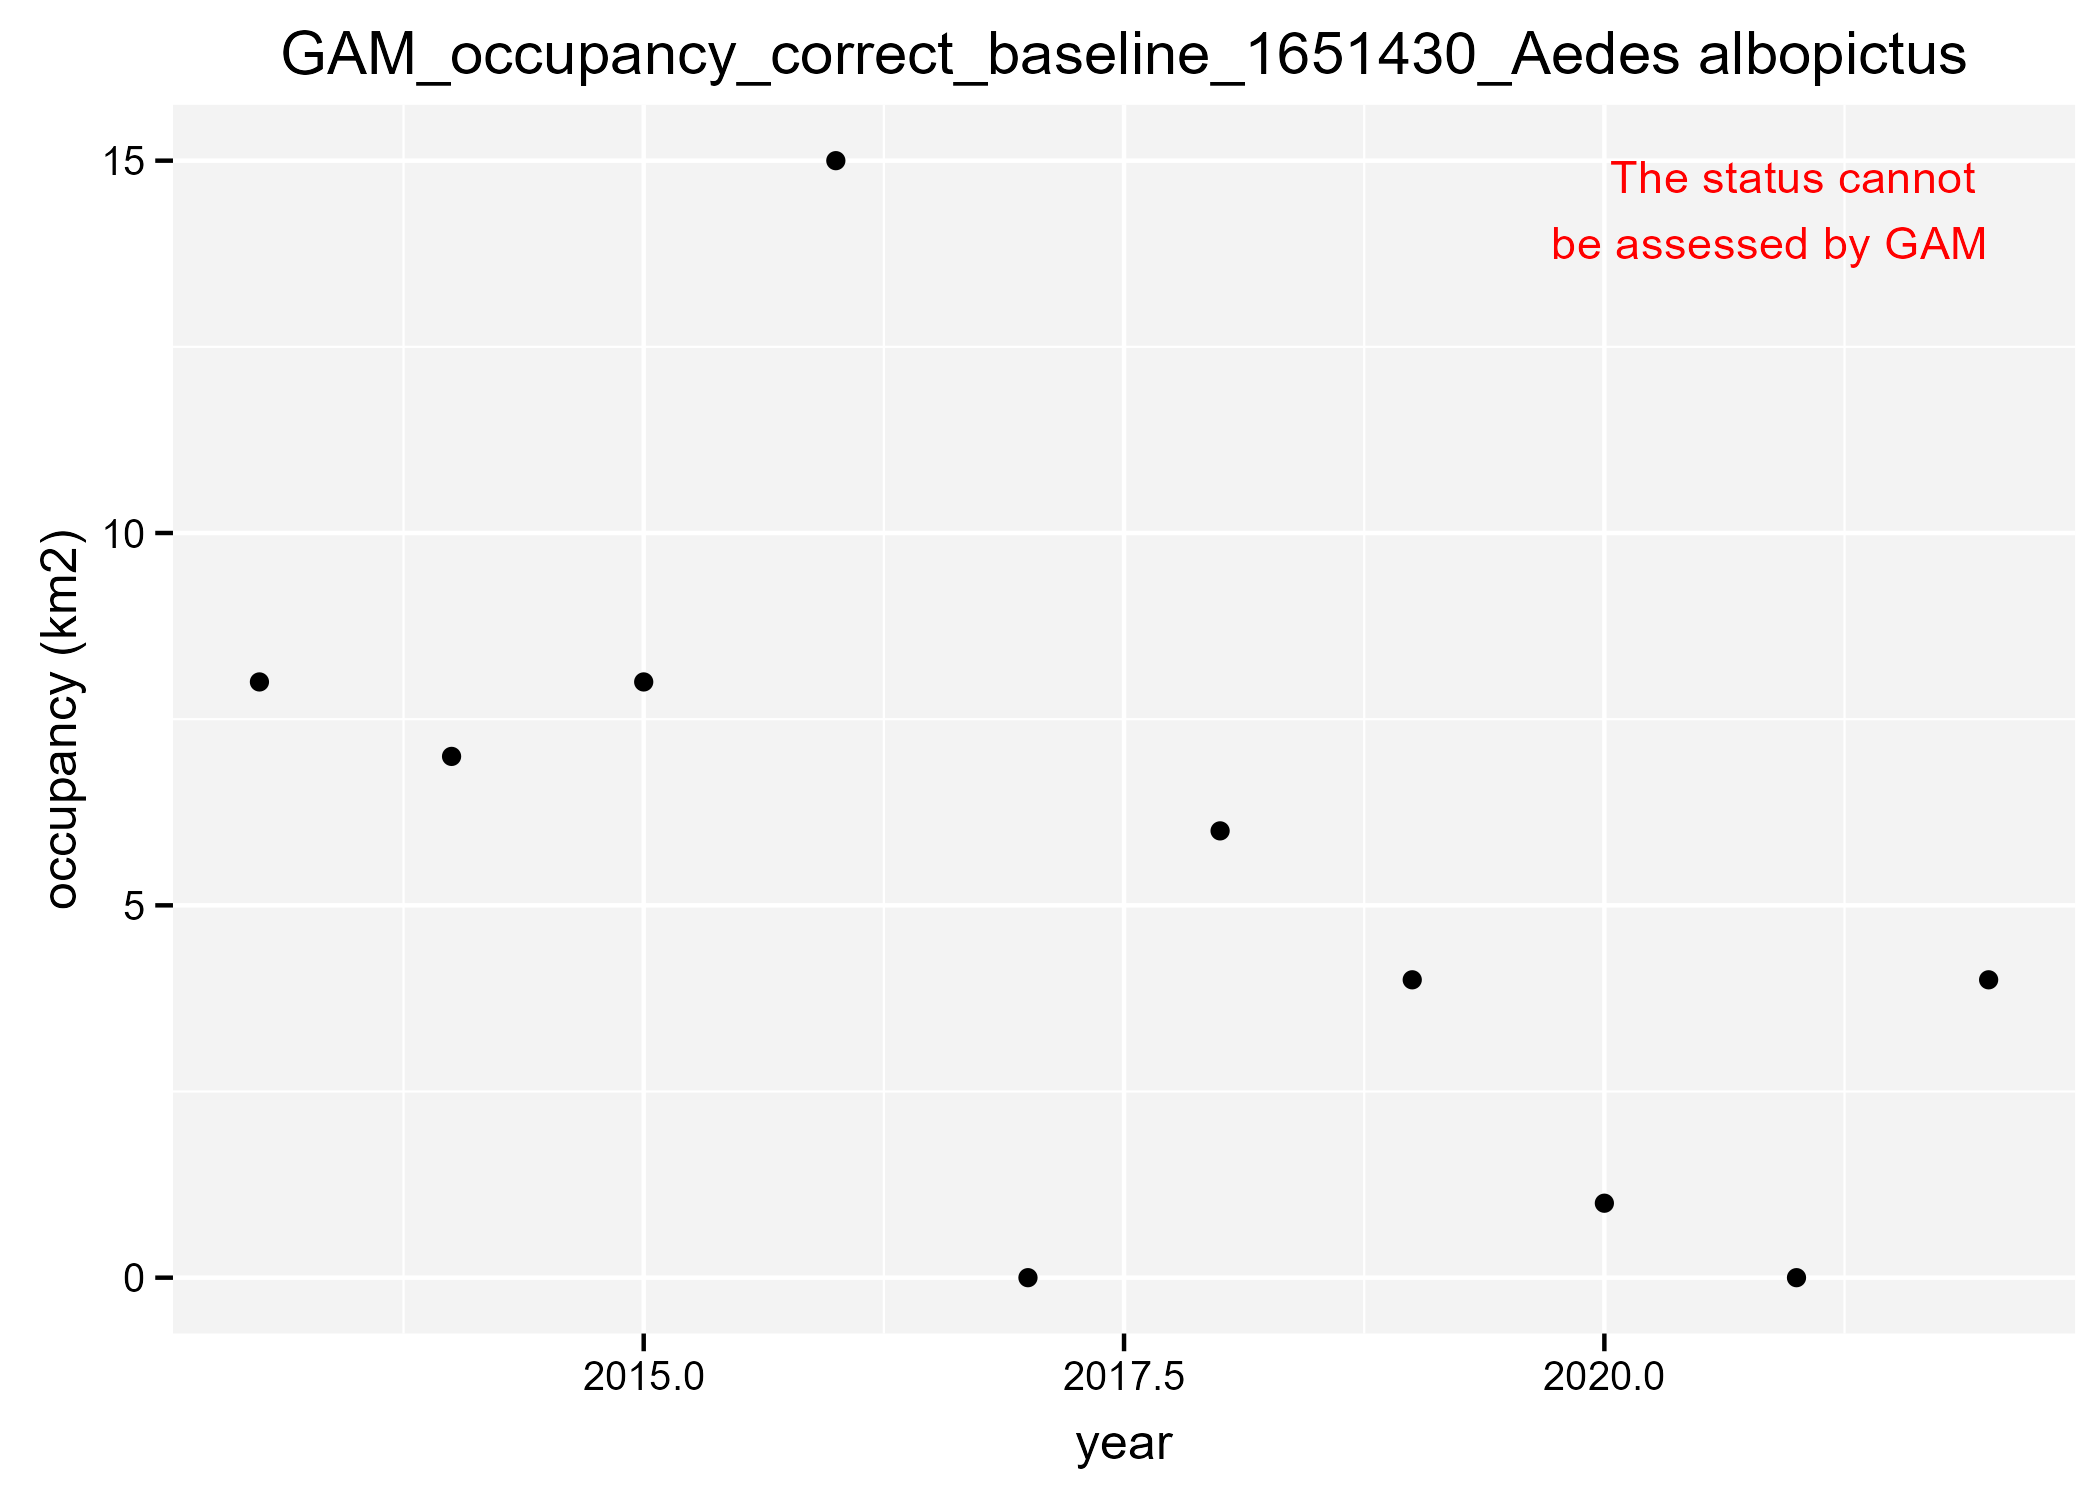 GAM_occupancy_correct_baseline_1651430_Aedes albopictus
The status cannot
be assessed by GAM
occupancy (km2)
15
10
5
0
2015.0
2017.5
2020.0
year